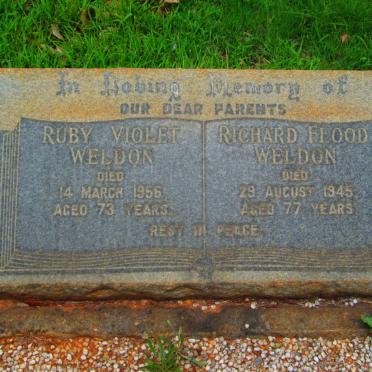 In Loving Memory of
OUR DEAR PARENTS
RUBY VIOLET
WELDON
DIED
14 MARCH 1956
AGED 73 YEARS.
RICHARD FLOOD
WELDON
DIED
29 AUGUST 1945.
AGED 77 YEARS
REST IN PEACE.